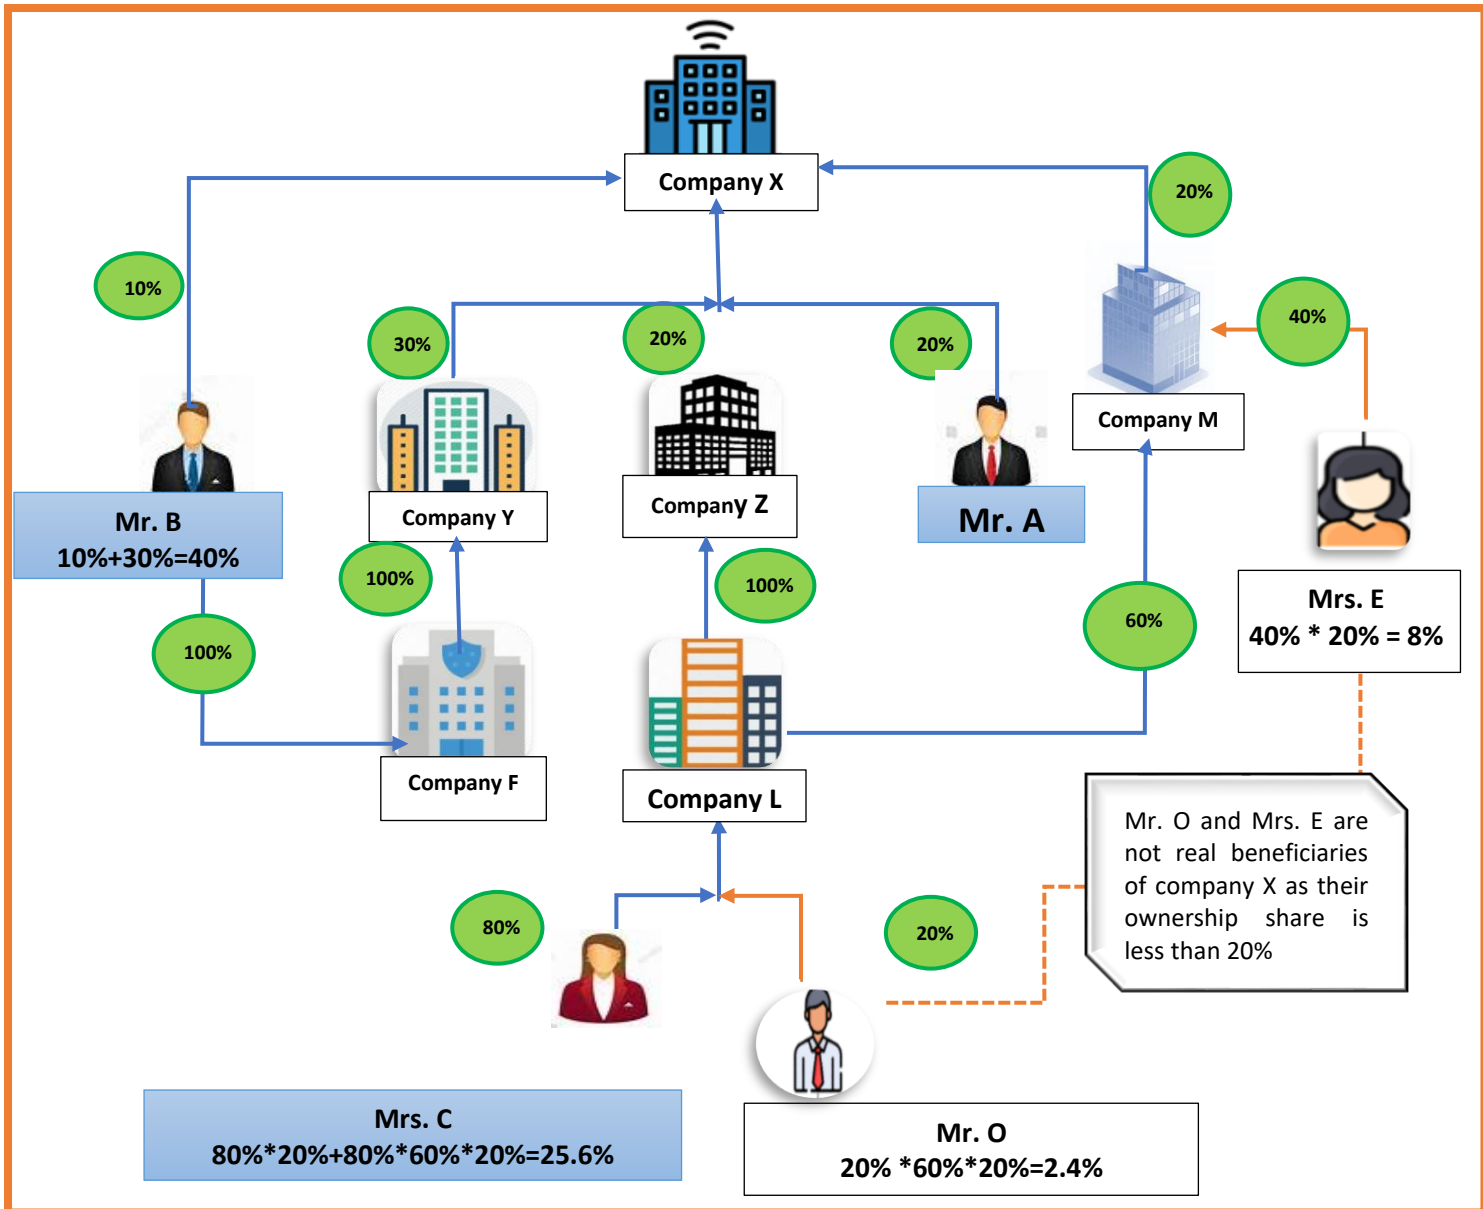 Company X
20%
10%
40%
30%
20%
20%
Company M
Company Y
Company Z
Mr. A
Mr. B
10%+30%=40%
100%
100%
60%
Mrs. E
40% * 20% = 8%
100%
Company F
Company L
Mr. O and Mrs. E are
not real beneficiaries
of company X as their
ownership share is
less than 20%
80%
20%
Mrs. C
80%*20%+80%*60%*20%=25.6%
Mr. O
20% *60%*20%=2.4%